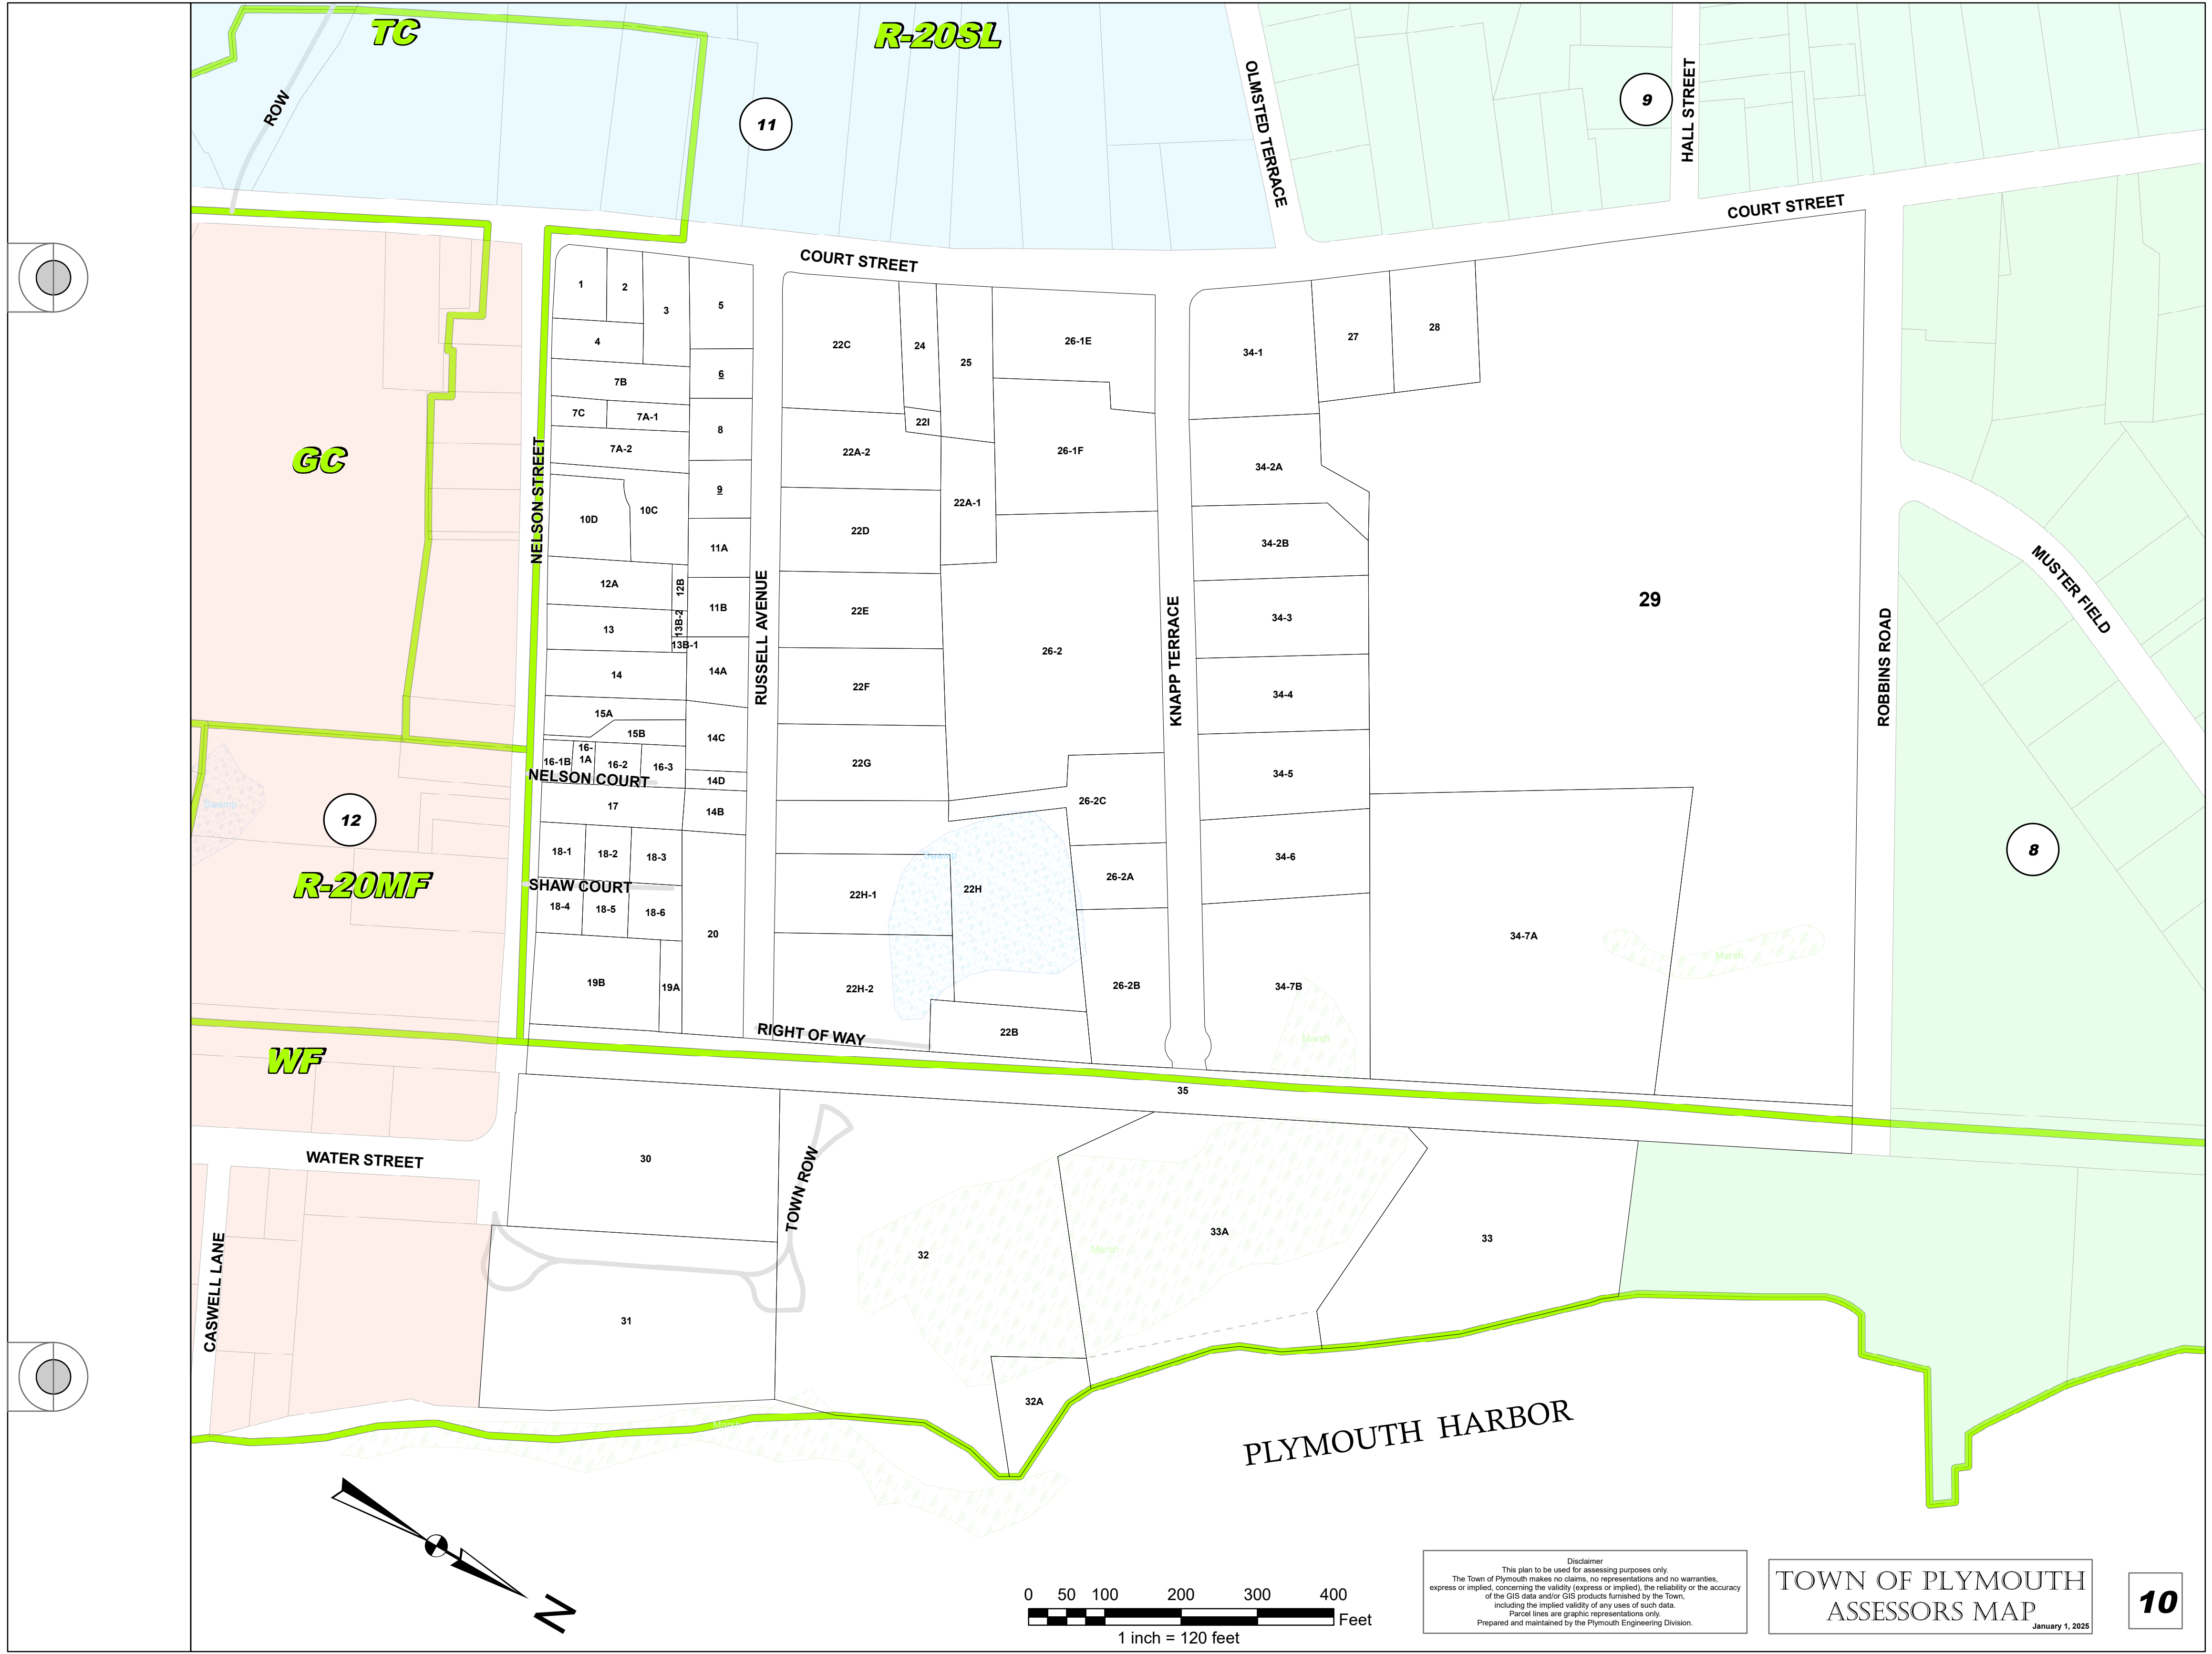 TC
R-20SL
ROW
11
OLMSTED TERRACE
9
HALL STREET
COURT STREET
COURT STREET
1
2
3
5
4
22C
24
25
26-1E
34-1
27
28
6
7B
7C
7A-1
8
22I
7A-2
22A-2
26-1F
34-2A
GC
NELSON STREET
9
10D
10C
22A-1
22D
11A
34-2B
MUSTER FIELD
12A
12B
11B
22E
34-3
29
13
13B-2
13B-1
RUSSELL AVENUE
KNAPP TERRACE
ROBBINS ROAD
26-2
14
14A
22F
34-4
15A
15B
14C
16-1B
16-
1A
16-2
16-3
22G
34-5
NELSON COURT
14D
Swamp
17
14B
26-2C
12
18-1
18-2
18-3
Swamp
34-6
8
R-20MF
SHAW COURT
22H-1
22H
26-2A
18-4
18-5
18-6
20
34-7A
Marsh
19B
19A
22H-2
26-2B
34-7B
RIGHT OF WAY
22B
Marsh
WF
35
WATER STREET
30
TOWN ROW
33A
33
32
Marsh
CASWELL LANE
31
32A
Marsh
PLYMOUTH HARBOR
N
0 50 100 200 300 400
Feet
1 inch = 120 feet
Disclaimer
This plan to be used for assessing purposes only.
The Town of Plymouth makes no claims, no representations and no warranties,
express or implied, concerning the validity (express or implied), the reliability or the accuracy
of the GIS data and/or GIS products furnished by the Town,
including the implied validity of any uses of such data.
Parcel lines are graphic representations only.
Prepared and maintained by the Plymouth Engineering Division.
TOWN OF PLYMOUTH
ASSESSORS MAP
January 1, 2025
10